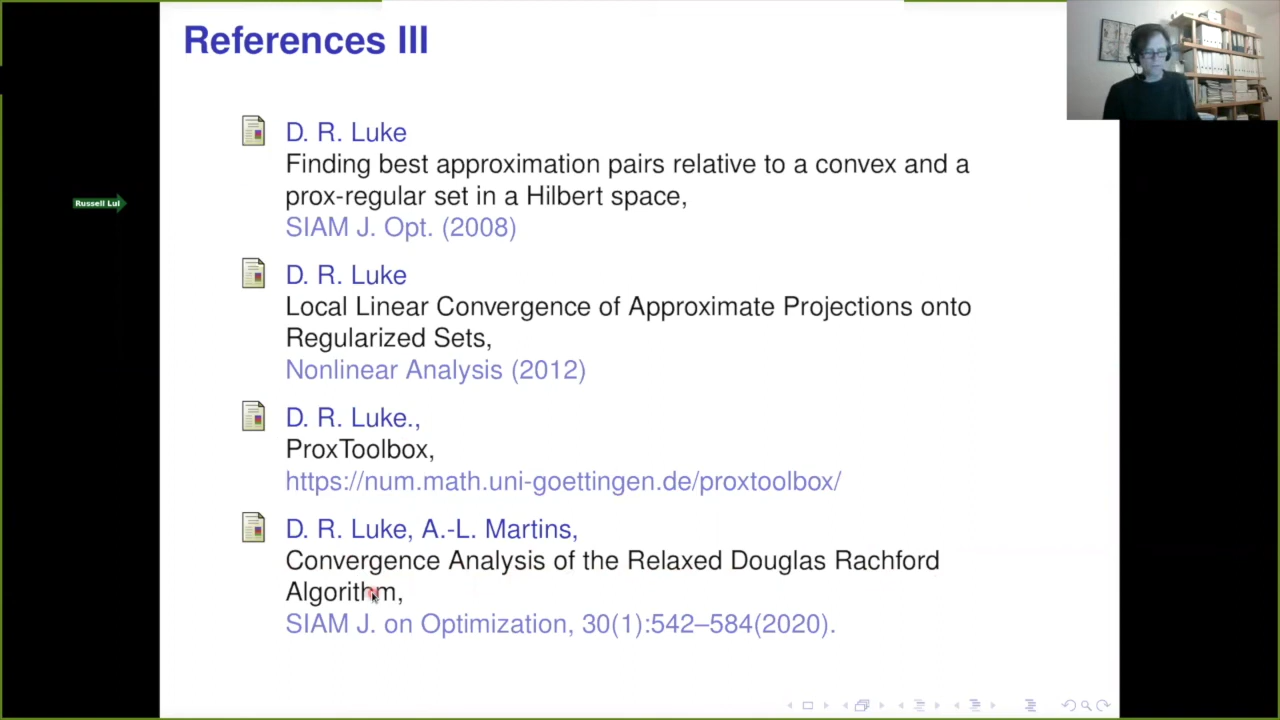 References III
D. R. Luke
Finding best approximation pairs relative to a convex and a
prox-regular set in a Hilbert space,
SIAM J. Opt. (2008)
Russell Lul
D. R. Luke
Local Linear Convergence of Approximate Projections onto
Regularized Sets,
Nonlinear Analysis (2012)
D. R. Luke.,
ProxToolbox,
https://num.math.uni-goettingen.de/proxtoolbox/
D. R. Luke, A.-L. Martins,
Convergence Analysis of the Relaxed Douglas Rachford
Algorithm,
SIAM J. on Optimization, 30(1):542–584(2020).